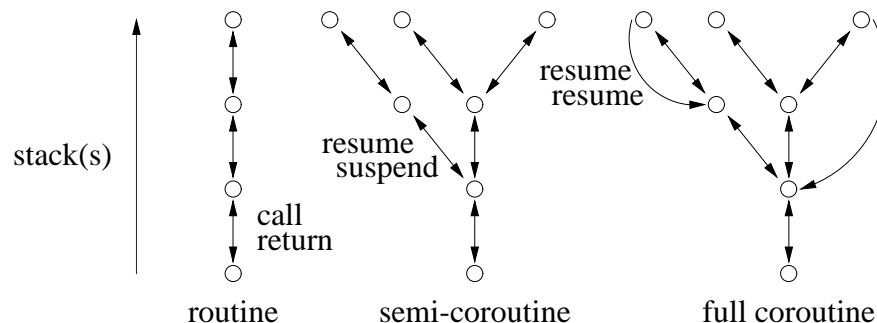 resume
resume
stack(s)
resume
suspend
call
return
routine
semi-coroutine
full coroutine